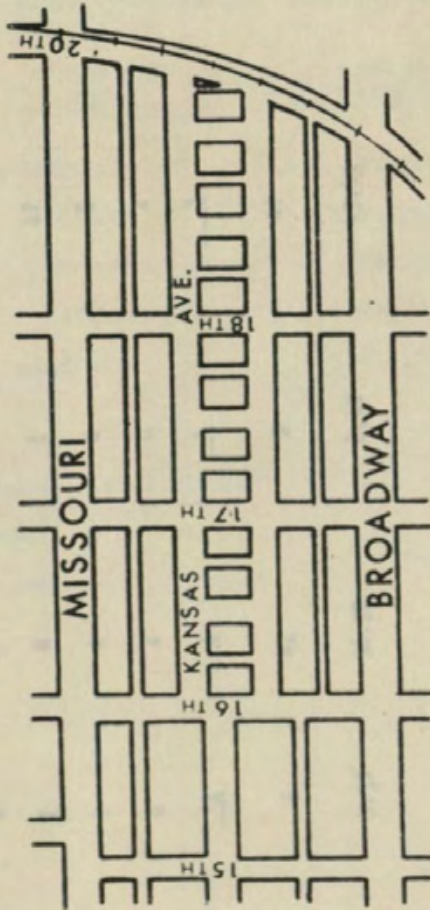 20TH
AVE.
18TH
MISSOURI
BROADWAY
17TH
KANSAS
16TH
15TH